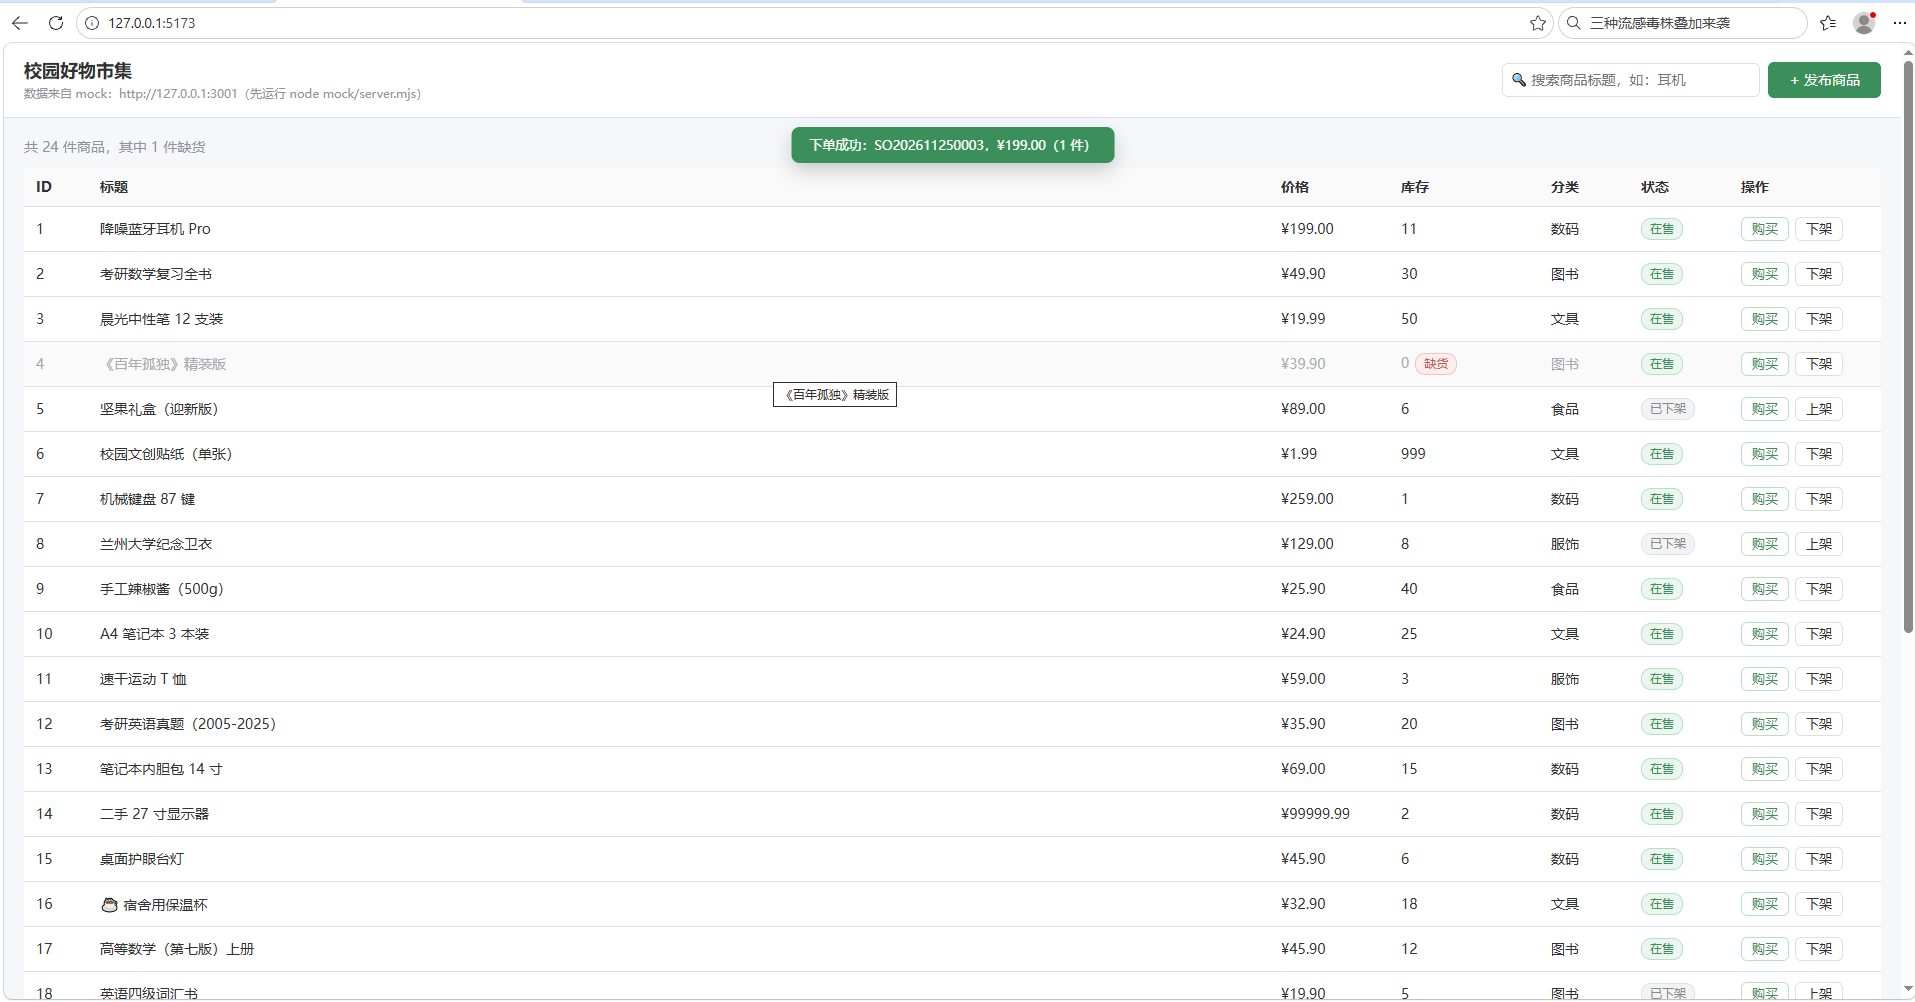 127.0.0.1:5173
三种流感毒株叠加来袭
校园好物市集
数据来自 mock：http://127.0.0.1:3001（先运行 node mock/server.mjs）
🔍 搜索商品标题，如：耳机
+ 发布商品
共 24 件商品，其中 1 件缺货
下单成功：SO202611250003，¥199.00（1 件）
ID 标题 价格 库存 分类 状态 操作
1 降噪蓝牙耳机 Pro ¥199.00 11 数码 在售 购买 下架
2 考研数学复习全书 ¥49.90 30 图书 在售 购买 下架
3 晨光中性笔 12 支装 ¥19.99 50 文具 在售 购买 下架
4 《百年孤独》精装版 ¥39.90 0 缺货 图书 在售 购买 下架
《百年孤独》精装版
5 坚果礼盒（迎新版） ¥89.00 6 食品 已下架 购买 上架
6 校园文创贴纸（单张） ¥1.99 999 文具 在售 购买 下架
7 机械键盘 87 键 ¥259.00 1 数码 在售 购买 下架
8 兰州大学纪念卫衣 ¥129.00 8 服饰 已下架 购买 上架
9 手工辣椒酱（500g） ¥25.90 40 食品 在售 购买 下架
10 A4 笔记本 3 本装 ¥24.90 25 文具 在售 购买 下架
11 速干运动 T 恤 ¥59.00 3 服饰 在售 购买 下架
12 考研英语真题（2005-2025） ¥35.90 20 图书 在售 购买 下架
13 笔记本内胆包 14 寸 ¥69.00 15 数码 在售 购买 下架
14 二手 27 寸显示器 ¥99999.99 2 数码 在售 购买 下架
15 桌面护眼台灯 ¥45.90 6 数码 在售 购买 下架
16 宿舍用保温杯 ¥32.90 18 文具 在售 购买 下架
17 高等数学（第七版）上册 ¥45.90 12 图书 在售 购买 下架
18 英语四级词汇书 ¥19.90 5 图书 已下架 购买 上架